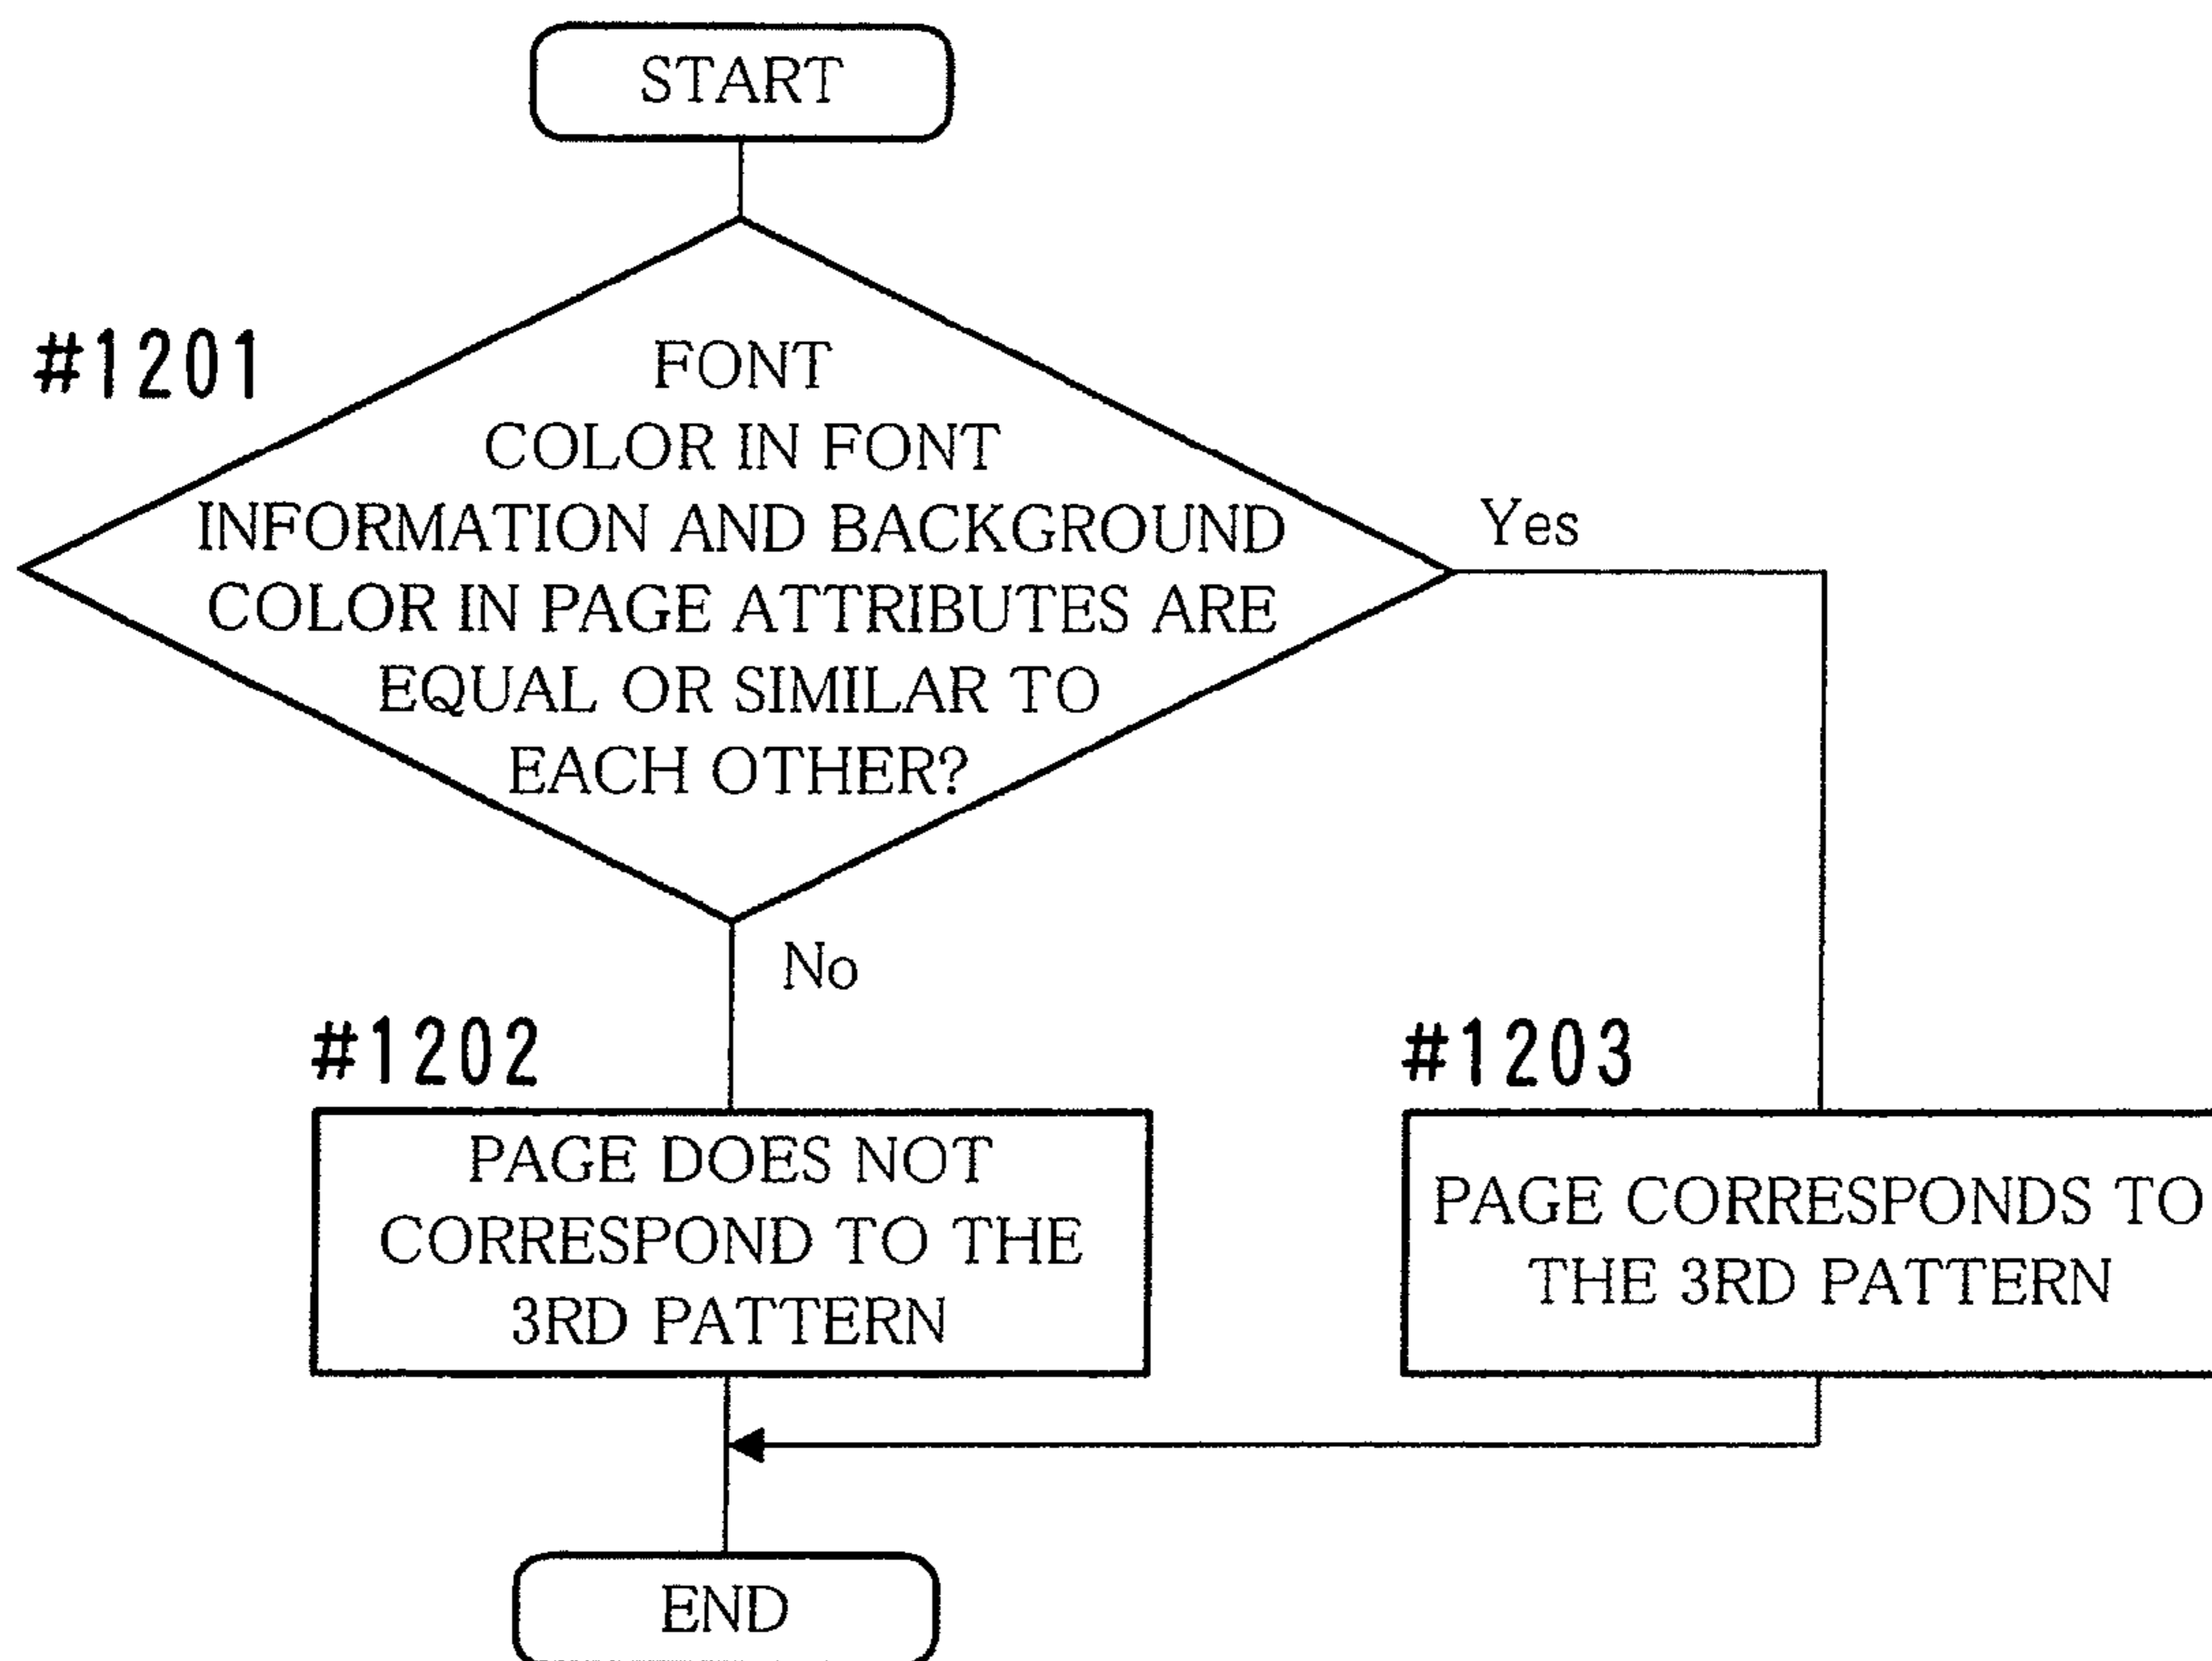 START
#1201
FONT
COLOR IN FONT
INFORMATION AND BACKGROUND
COLOR IN PAGE ATTRIBUTES ARE
EQUAL OR SIMILAR TO
EACH OTHER?
Yes
No
#1202
PAGE DOES NOT
CORRESPOND TO THE
3RD PATTERN
#1203
PAGE CORRESPONDS TO
THE 3RD PATTERN
END